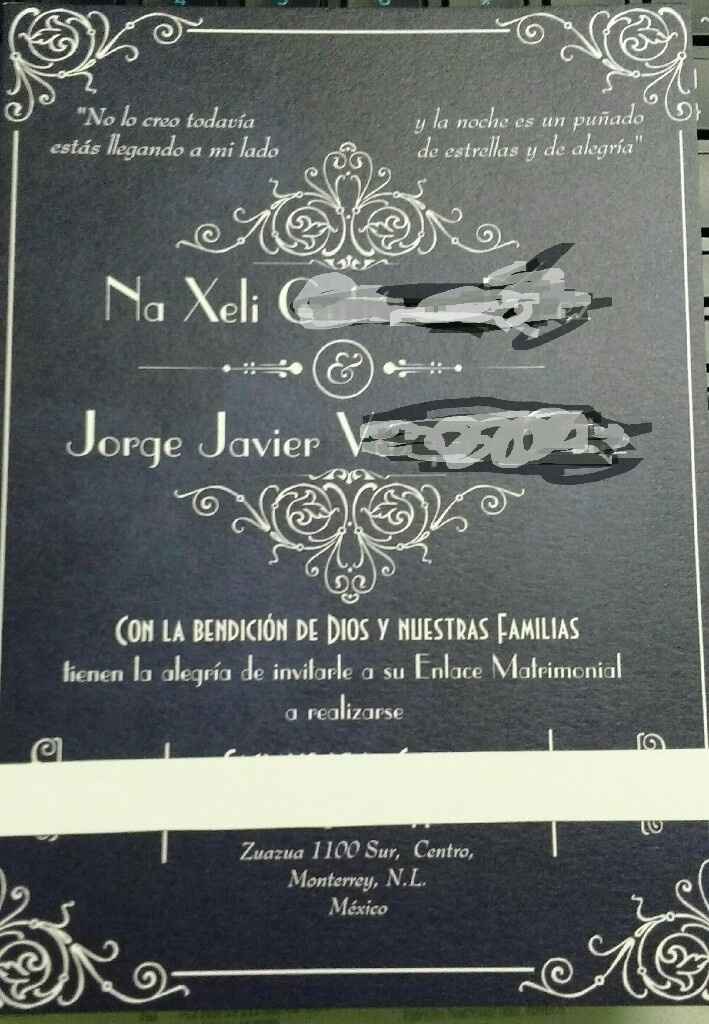 "No lo creo todavía
estás llegando a mi lado
y la noche es un puñado
de estrellas y de alegría"
Na Xeli
&
Jorge Javier
Con la bendición de Dios y nuestras Familias
tienen la alegría de invitarle a su Enlace Matrimonial
a realizarse
Zuazua 1100 Sur, Centro,
Monterrey, N.L.
México